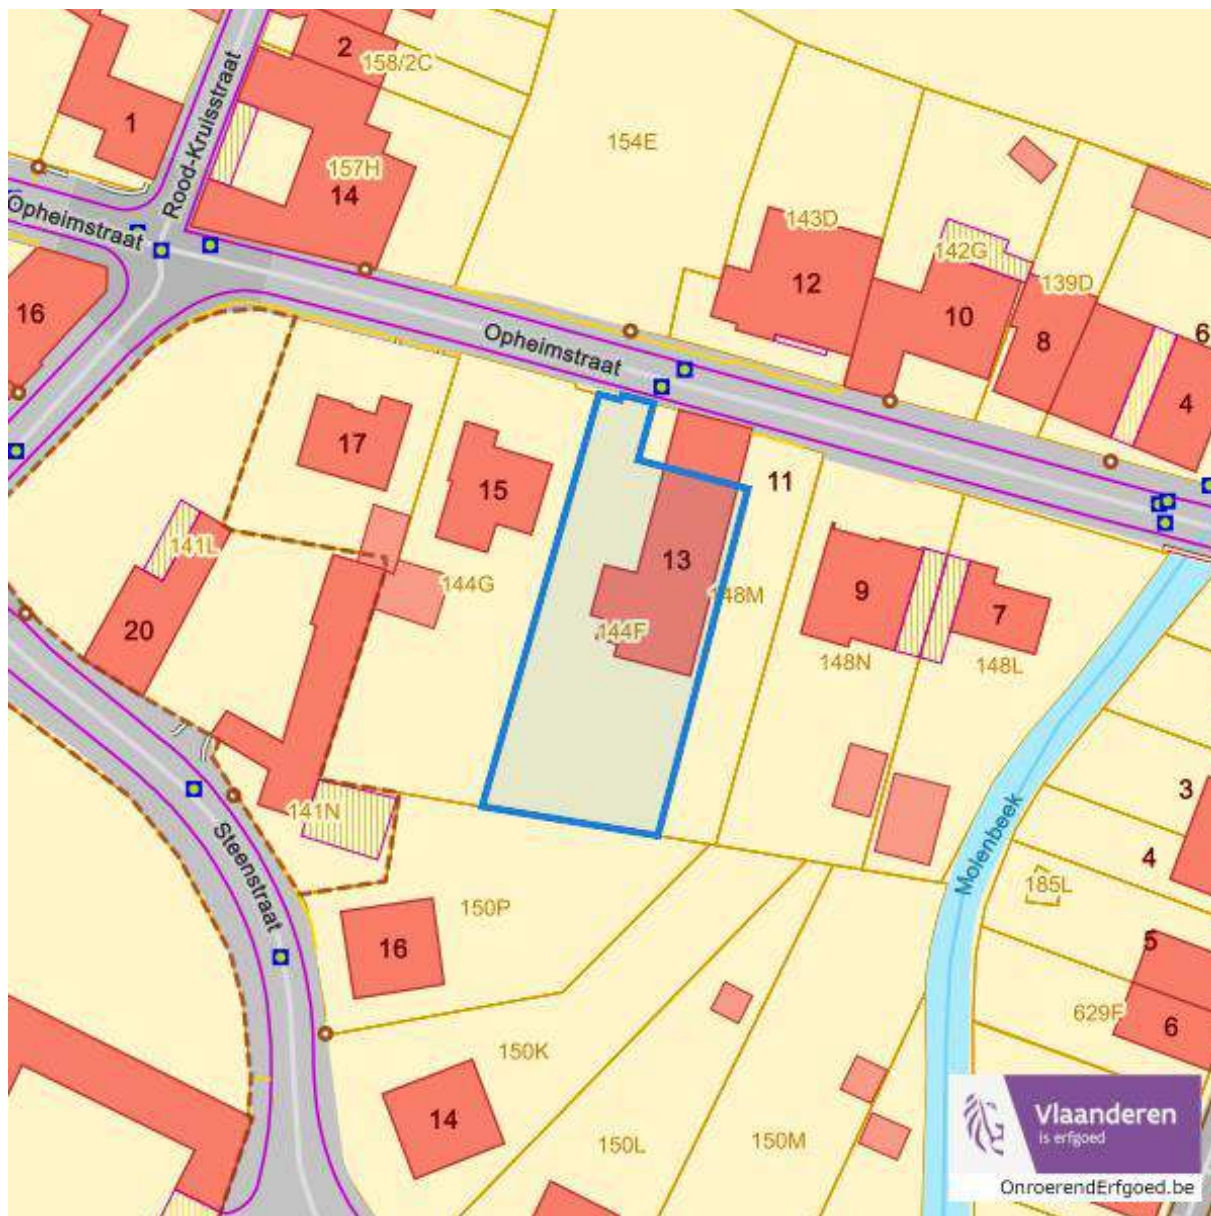 2
158/2C
1
Rood-Kruisstraat
154E
157H
14
Opheimstraat
143D
142G
12
139D
16
10
6
8
Opheimstraat
4
17
15
11
141L
13
144G
9
148M
7
20
144F
148N
148L
3
141N
Molenbeek
Steenstraat
4
185L
150P
16
5
629F
6
150K
14
150L
150M
Vlaanderen
is erfgoed
OnroerendErfgoed.be